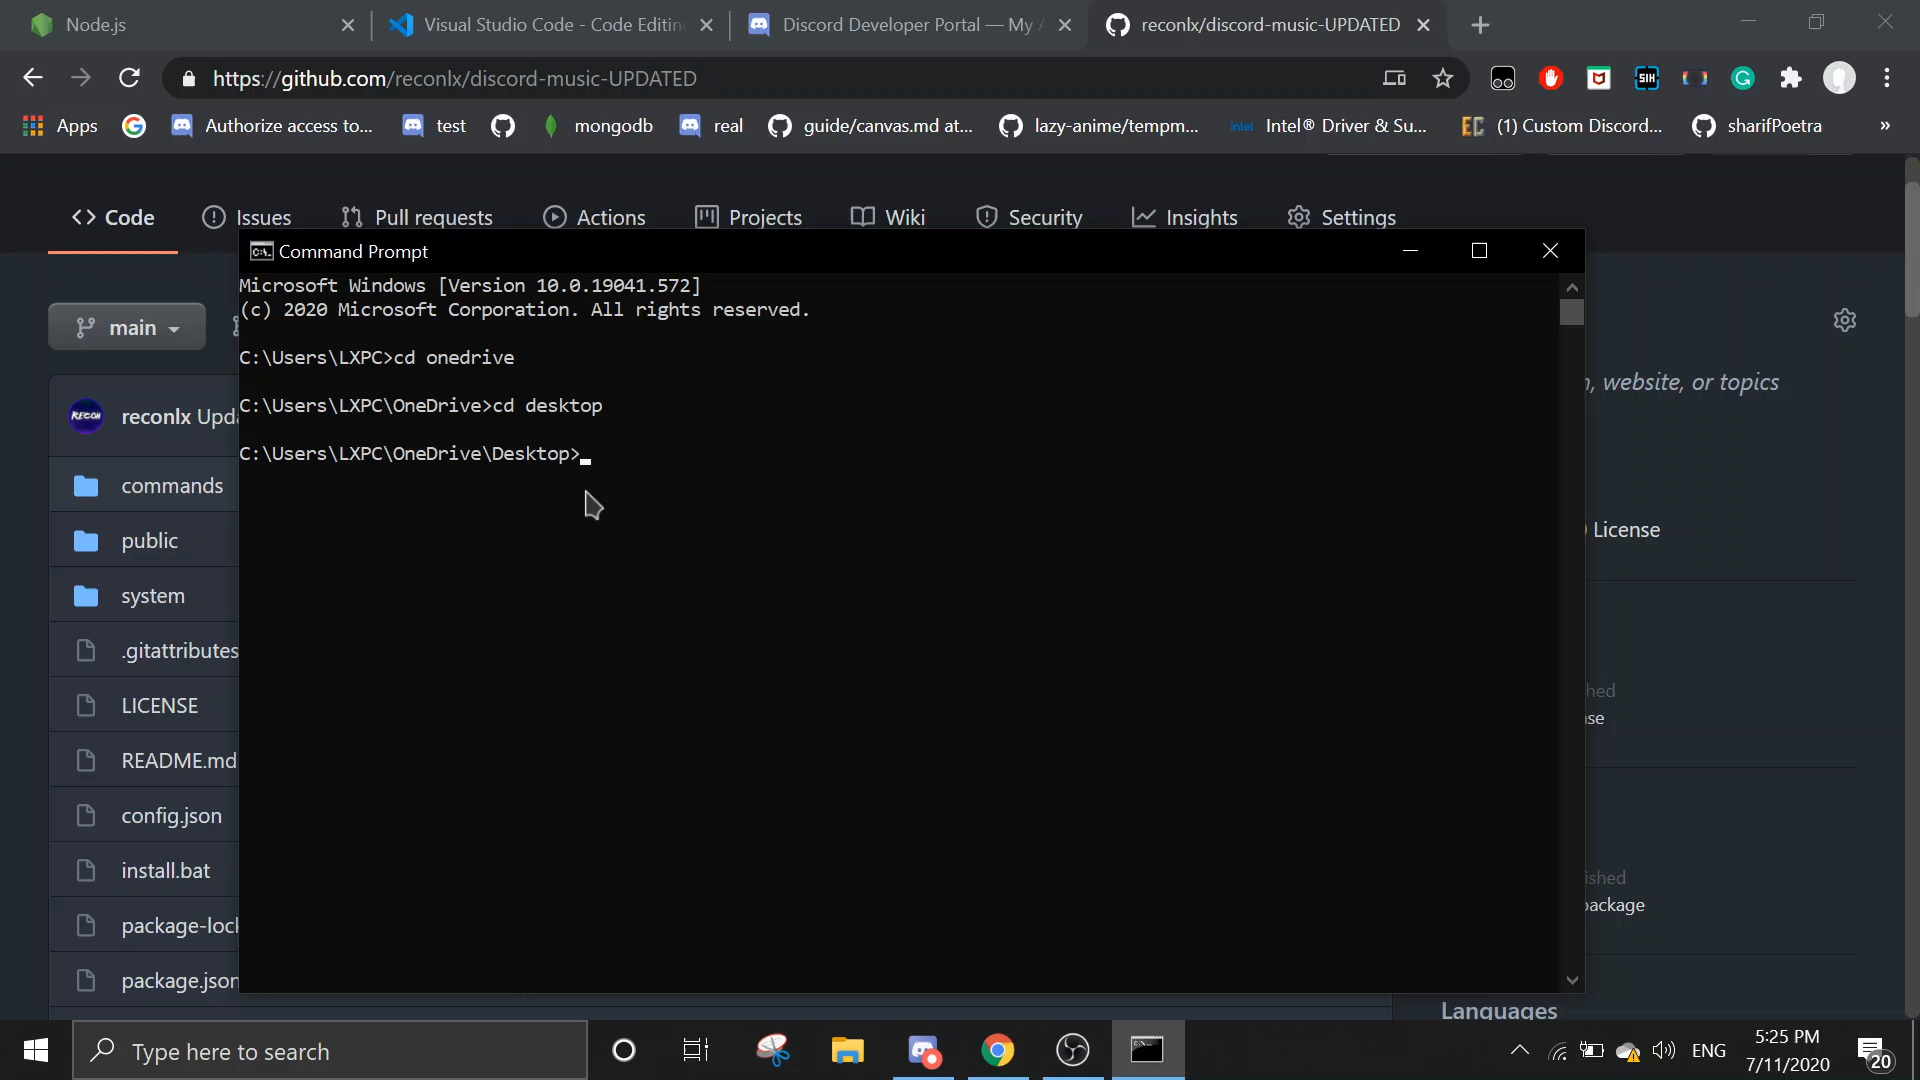 Node.js
Visual Studio Code - Code Editin
Discord Developer Portal — My
reconlx/discord-music-UPDATED
https://github.com/reconlx/discord-music-UPDATED
Apps
Authorize access to...
test
mongodb
real
guide/canvas.md at...
lazy-anime/tempm...
Intel® Driver & Su...
(1) Custom Discord...
sharifPoetra
»
Code
Issues
Pull requests
Actions
Projects
Wiki
Security
Insights
Settings
Command Prompt
Microsoft Windows [Version 10.0.19041.572]
(c) 2020 Microsoft Corporation. All rights reserved.
C:\Users\LXPC>cd onedrive
C:\Users\LXPC\OneDrive>cd desktop
C:\Users\LXPC\OneDrive\Desktop>
main
RECON
reconlx Upda
commands
public
system
.gitattributes
LICENSE
README.md
config.json
install.bat
package-lock
package.json
, website, or topics
License
Languages
Type here to search
ENG
5:25 PM
7/11/2020
20